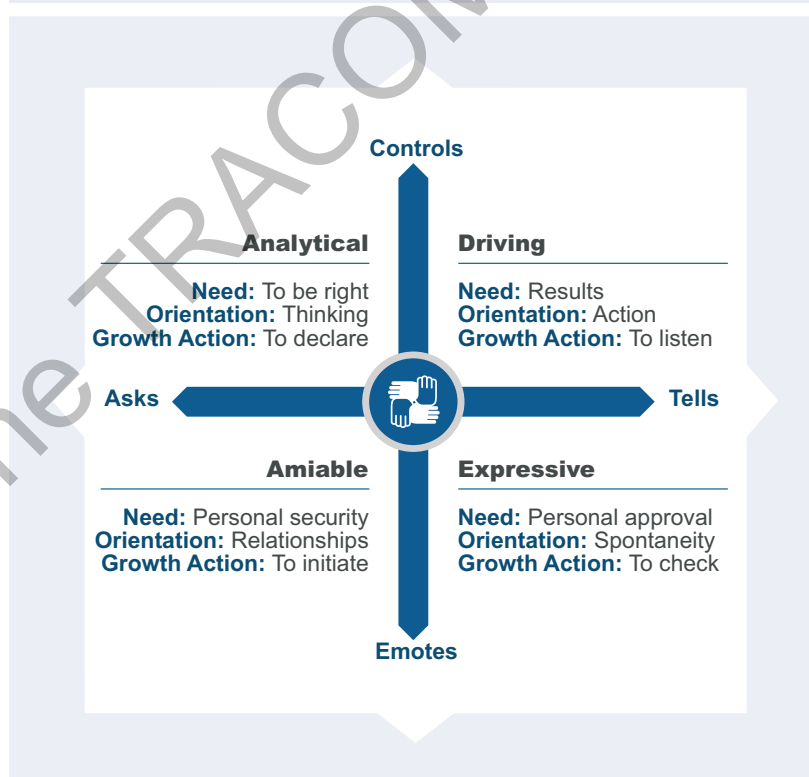 The TRACOM
Controls
Analytical
Need: To be right
Orientation: Thinking
Growth Action: To declare
Driving
Need: Results
Orientation: Action
Growth Action: To listen
Asks
Tells
Amiable
Need: Personal security
Orientation: Relationships
Growth Action: To initiate
Expressive
Need: Personal approval
Orientation: Spontaneity
Growth Action: To check
Emotes